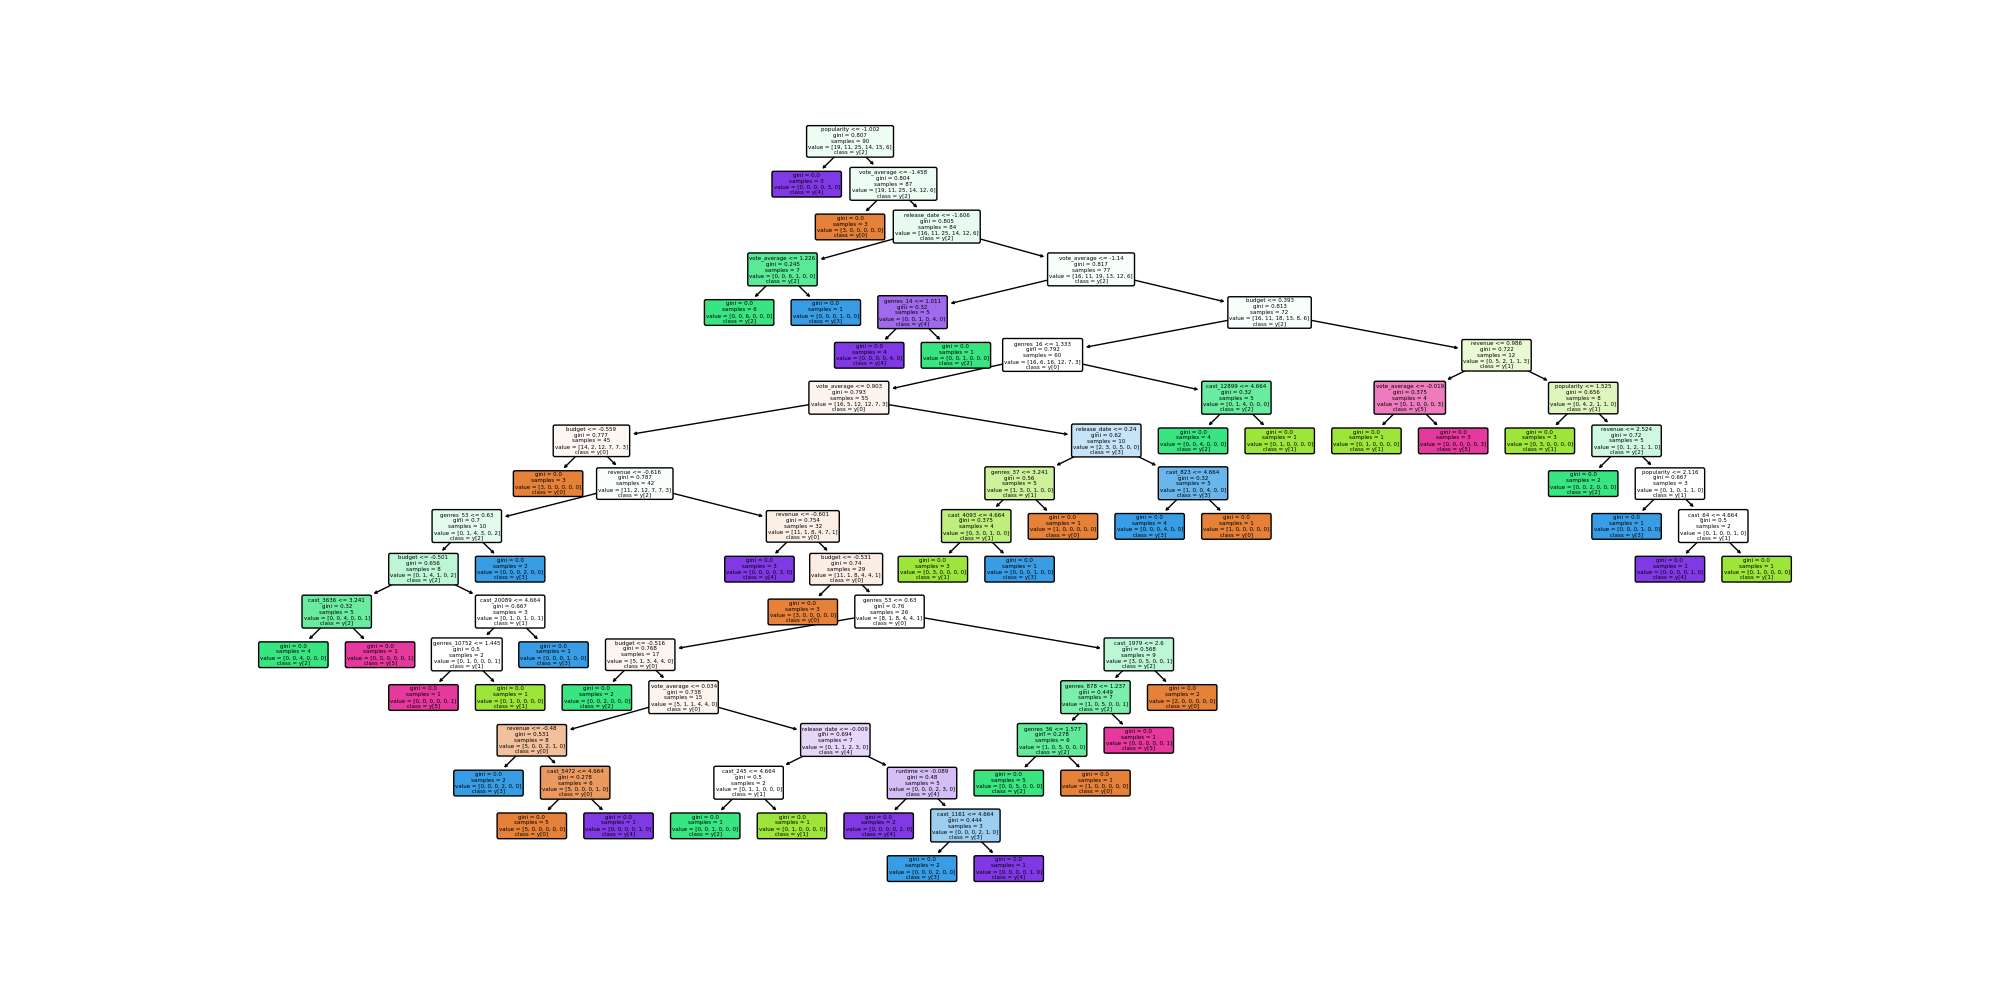 popularity <= -1.002
gini = 0.807
samples = 90
value = [19, 11, 25, 14, 15, 6]
class = y[2]
gini = 0.0
samples = 3
value = [0, 0, 0, 0, 3, 0]
class = y[4]
vote_average <= -1.458
gini = 0.804
samples = 87
value = [19, 11, 25, 14, 12, 6]
class = y[2]
gini = 0.0
samples = 3
value = [3, 0, 0, 0, 0, 0]
class = y[0]
release_date <= -1.606
gini = 0.805
samples = 84
value = [16, 11, 25, 14, 12, 6]
class = y[2]
vote_average <= 1.226
gini = 0.245
samples = 7
value = [0, 0, 6, 1, 0, 0]
class = y[2]
vote_average <= -1.14
gini = 0.817
samples = 77
value = [16, 11, 19, 13, 12, 6]
class = y[2]
gini = 0.0
samples = 6
value = [0, 0, 6, 0, 0, 0]
class = y[2]
gini = 0.0
samples = 1
value = [0, 0, 0, 1, 0, 0]
class = y[3]
genres_14 <= 1.011
gini = 0.32
samples = 5
value = [0, 0, 1, 0, 4, 0]
class = y[4]
budget <= 0.393
gini = 0.813
samples = 72
value = [16, 11, 18, 13, 8, 6]
class = y[2]
gini = 0.0
samples = 4
value = [0, 0, 0, 0, 4, 0]
class = y[4]
gini = 0.0
samples = 1
value = [0, 0, 1, 0, 0, 0]
class = y[2]
genres_16 <= 1.333
gini = 0.792
samples = 60
value = [16, 6, 16, 12, 7, 3]
class = y[0]
revenue <= 0.986
gini = 0.722
samples = 12
value = [0, 5, 2, 1, 1, 3]
class = y[1]
vote_average <= 0.903
gini = 0.793
samples = 55
value = [16, 5, 12, 12, 7, 3]
class = y[0]
cast_12899 <= 4.664
gini = 0.32
samples = 5
value = [0, 1, 4, 0, 0, 0]
class = y[2]
vote_average <= -0.019
gini = 0.375
samples = 4
value = [0, 1, 0, 0, 0, 3]
class = y[5]
popularity <= 1.525
gini = 0.656
samples = 8
value = [0, 4, 2, 1, 1, 0]
class = y[1]
budget <= -0.559
gini = 0.777
samples = 45
value = [14, 2, 12, 7, 7, 3]
class = y[0]
release_date <= 0.24
gini = 0.62
samples = 10
value = [2, 3, 0, 5, 0, 0]
class = y[3]
gini = 0.0
samples = 4
value = [0, 0, 4, 0, 0, 0]
class = y[2]
gini = 0.0
samples = 1
value = [0, 1, 0, 0, 0, 0]
class = y[1]
gini = 0.0
samples = 1
value = [0, 1, 0, 0, 0, 0]
class = y[1]
gini = 0.0
samples = 3
value = [0, 0, 0, 0, 0, 3]
class = y[5]
gini = 0.0
samples = 3
value = [0, 3, 0, 0, 0, 0]
class = y[1]
revenue <= 2.524
gini = 0.72
samples = 5
value = [0, 1, 2, 1, 1, 0]
class = y[2]
gini = 0.0
samples = 3
value = [3, 0, 0, 0, 0, 0]
class = y[0]
revenue <= -0.616
gini = 0.787
samples = 42
value = [11, 2, 12, 7, 7, 3]
class = y[2]
genres_37 <= 3.241
gini = 0.56
samples = 5
value = [1, 3, 0, 1, 0, 0]
class = y[1]
cast_823 <= 4.664
gini = 0.32
samples = 5
value = [1, 0, 0, 4, 0, 0]
class = y[3]
gini = 0.0
samples = 2
value = [0, 0, 2, 0, 0, 0]
class = y[2]
popularity <= 2.116
gini = 0.667
samples = 3
value = [0, 1, 0, 1, 1, 0]
class = y[1]
genres_53 <= 0.63
gini = 0.7
samples = 10
value = [0, 1, 4, 3, 0, 2]
class = y[2]
revenue <= -0.601
gini = 0.754
samples = 32
value = [11, 1, 8, 4, 7, 1]
class = y[0]
cast_4093 <= 4.664
gini = 0.375
samples = 4
value = [0, 3, 0, 1, 0, 0]
class = y[1]
gini = 0.0
samples = 1
value = [1, 0, 0, 0, 0, 0]
class = y[0]
gini = 0.0
samples = 4
value = [0, 0, 0, 4, 0, 0]
class = y[3]
gini = 0.0
samples = 1
value = [1, 0, 0, 0, 0, 0]
class = y[0]
gini = 0.0
samples = 1
value = [0, 0, 0, 1, 0, 0]
class = y[3]
cast_64 <= 4.664
gini = 0.5
samples = 2
value = [0, 1, 0, 0, 1, 0]
class = y[1]
budget <= -0.501
gini = 0.656
samples = 8
value = [0, 1, 4, 1, 0, 2]
class = y[2]
gini = 0.0
samples = 2
value = [0, 0, 0, 2, 0, 0]
class = y[3]
gini = 0.0
samples = 3
value = [0, 0, 0, 0, 3, 0]
class = y[4]
budget <= -0.531
gini = 0.74
samples = 29
value = [11, 1, 8, 4, 4, 1]
class = y[0]
gini = 0.0
samples = 3
value = [0, 3, 0, 0, 0, 0]
class = y[1]
gini = 0.0
samples = 1
value = [0, 0, 0, 1, 0, 0]
class = y[3]
gini = 0.0
samples = 1
value = [0, 0, 0, 0, 1, 0]
class = y[4]
gini = 0.0
samples = 1
value = [0, 1, 0, 0, 0, 0]
class = y[1]
cast_3636 <= 3.241
gini = 0.32
samples = 5
value = [0, 0, 4, 0, 0, 1]
class = y[2]
cast_20089 <= 4.664
gini = 0.667
samples = 3
value = [0, 1, 0, 1, 0, 1]
class = y[1]
gini = 0.0
samples = 3
value = [3, 0, 0, 0, 0, 0]
class = y[0]
genres_53 <= 0.63
gini = 0.76
samples = 26
value = [8, 1, 8, 4, 4, 1]
class = y[0]
gini = 0.0
samples = 4
value = [0, 0, 4, 0, 0, 0]
class = y[2]
gini = 0.0
samples = 1
value = [0, 0, 0, 0, 0, 1]
class = y[5]
genres_10752 <= 1.445
gini = 0.5
samples = 2
value = [0, 1, 0, 0, 0, 1]
class = y[1]
gini = 0.0
samples = 1
value = [0, 0, 0, 1, 0, 0]
class = y[3]
budget <= -0.516
gini = 0.768
samples = 17
value = [5, 1, 3, 4, 4, 0]
class = y[0]
cast_1979 <= 2.6
gini = 0.568
samples = 9
value = [3, 0, 5, 0, 0, 1]
class = y[2]
gini = 0.0
samples = 1
value = [0, 0, 0, 0, 0, 1]
class = y[5]
gini = 0.0
samples = 1
value = [0, 1, 0, 0, 0, 0]
class = y[1]
gini = 0.0
samples = 2
value = [0, 0, 2, 0, 0, 0]
class = y[2]
vote_average <= 0.034
gini = 0.738
samples = 15
value = [5, 1, 1, 4, 4, 0]
class = y[0]
genres_878 <= 1.237
gini = 0.449
samples = 7
value = [1, 0, 5, 0, 0, 1]
class = y[2]
gini = 0.0
samples = 2
value = [2, 0, 0, 0, 0, 0]
class = y[0]
revenue <= -0.48
gini = 0.531
samples = 8
value = [5, 0, 0, 2, 1, 0]
class = y[0]
release_date <= -0.009
gini = 0.694
samples = 7
value = [0, 1, 1, 2, 3, 0]
class = y[4]
genres_36 <= 1.577
gini = 0.278
samples = 6
value = [1, 0, 5, 0, 0, 0]
class = y[2]
gini = 0.0
samples = 1
value = [0, 0, 0, 0, 0, 1]
class = y[5]
gini = 0.0
samples = 2
value = [0, 0, 0, 2, 0, 0]
class = y[3]
cast_5472 <= 4.664
gini = 0.278
samples = 6
value = [5, 0, 0, 0, 1, 0]
class = y[0]
cast_245 <= 4.664
gini = 0.5
samples = 2
value = [0, 1, 1, 0, 0, 0]
class = y[1]
runtime <= -0.089
gini = 0.48
samples = 5
value = [0, 0, 0, 2, 3, 0]
class = y[4]
gini = 0.0
samples = 5
value = [0, 0, 5, 0, 0, 0]
class = y[2]
gini = 0.0
samples = 1
value = [1, 0, 0, 0, 0, 0]
class = y[0]
gini = 0.0
samples = 5
value = [5, 0, 0, 0, 0, 0]
class = y[0]
gini = 0.0
samples = 1
value = [0, 0, 0, 0, 1, 0]
class = y[4]
gini = 0.0
samples = 1
value = [0, 0, 1, 0, 0, 0]
class = y[2]
gini = 0.0
samples = 1
value = [0, 1, 0, 0, 0, 0]
class = y[1]
gini = 0.0
samples = 2
value = [0, 0, 0, 0, 2, 0]
class = y[4]
cast_1161 <= 4.664
gini = 0.444
samples = 3
value = [0, 0, 0, 2, 1, 0]
class = y[3]
gini = 0.0
samples = 2
value = [0, 0, 0, 2, 0, 0]
class = y[3]
gini = 0.0
samples = 1
value = [0, 0, 0, 0, 1, 0]
class = y[4]